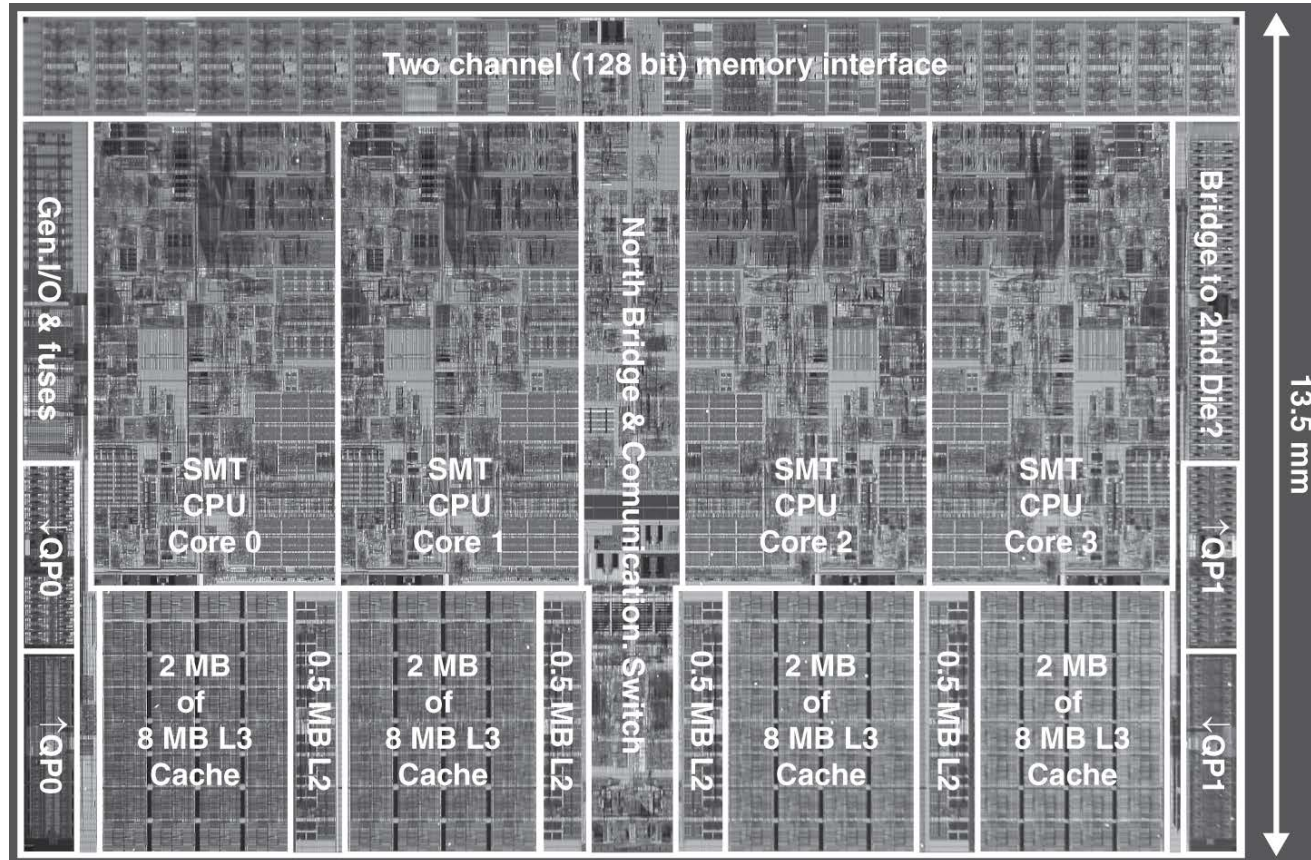 Two channel (128 bit) memory interface
Gen.I/O & fuses
North Bridge & Communication. Switch
Bridge to 2nd Die?
13.5 mm
SMT
CPU
Core 0
SMT
CPU
Core 1
SMT
CPU
Core 2
SMT
CPU
Core 3
↓QP0
↑QP1
2 MB
of
8 MB L3
Cache
0.5 MB L2
2 MB
of
8 MB L3
Cache
0.5 MB L2
0.5 MB L2
2 MB
of
8 MB L3
Cache
0.5 MB L2
2 MB
of
8 MB L3
Cache
↑QP0
↓QP1